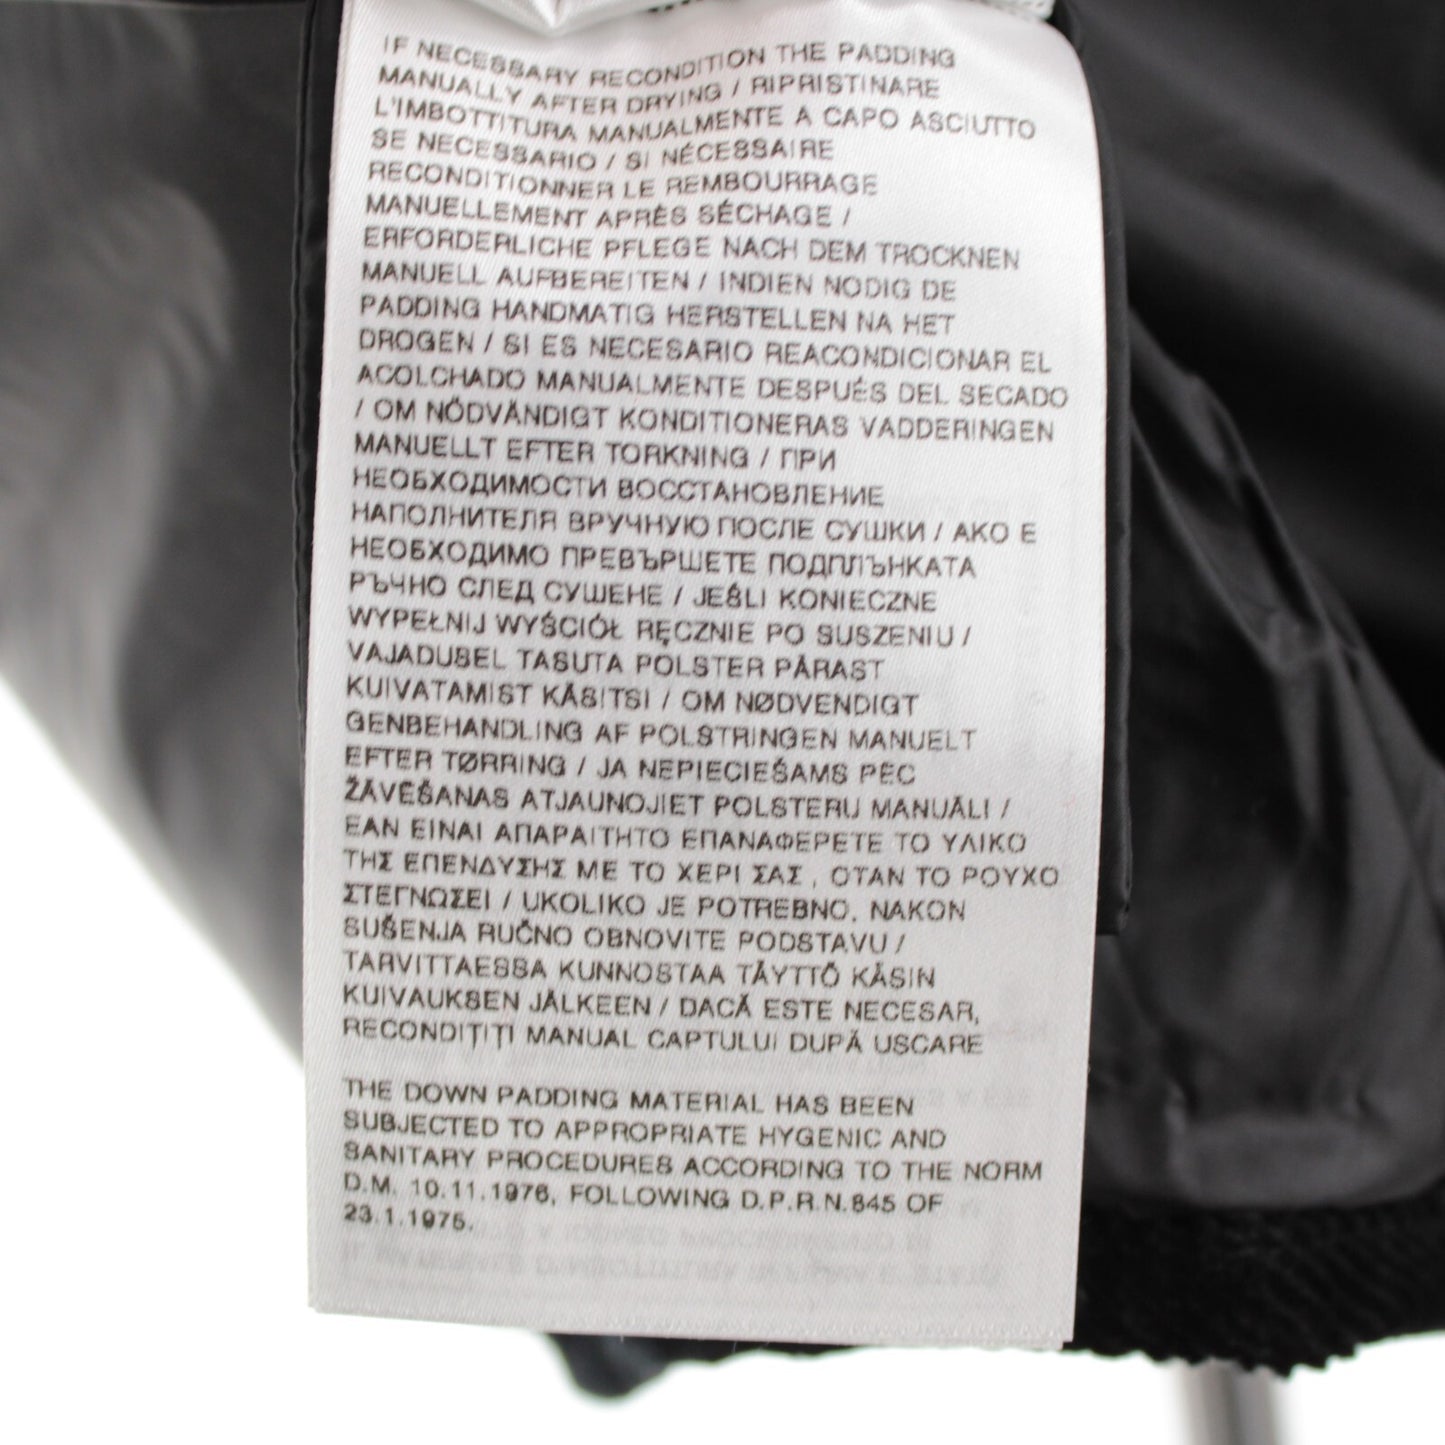 IF NECESSARY RECONDITION THE PADDING
MANUALLY AFTER DRYING / RIPRISTINARE
L'IMBOTTITURA MANUALMENTE A CAPO ASCIUTTO
SE NECESSARIO / SI NÉCESSAIRE
RECONDITIONNER LE REMBOURRAGE
MANUELLEMENT APRÉS SÉCHAGE /
ERFORDERLICHE PFLEGE NACH DEM TROCKNEN
MANUELL AUFBEREITEN / INDIEN NODIG DE
PADDING HANDMATIG HERSTELLEN NA HET
DROGEN / SI ES NECESARIO REACONDICIONAR EL
ACOLCHADO MANUALMENTE DESPUÉS DEL SECADO
/ OM NÖDVÄNDIGT KONDITIONERAS VADDERINGEN
MANUELLT EFTER TORKNING / ПРИ
НЕОБХОДИМОСТИ ВОССТАНОВЛЕНИЕ
НАПОЛНИТЕЛЯ ВРУЧНУЮ ПОСЛЕ СУШКИ / АКО Е
НЕОБХОДИМО ПРЕВЪРШЕТЕ ПОДПЛЪНКАТА
РЪЧНО СЛЕД СУШЕНЕ / JEŚLI KONIECZNE
WYPEŁNIJ WYŚCIÓŁ RĘCZNIE PO SUSZENIU /
VAJADUSEL TASUTA POLSTER PÄRAST
KUIVATAMIST KÄSITSI / OM NØDVENDIGT
GENBEHANDLING AF POLSTRINGEN MANUELT
EFTER TØRRING / JA NEPIECIEŠAMS PĒC
ŽĀVĒŠANAS ATJAUNOJIET POLSTERU MANUĀLI /
ΕΑΝ ΕΙΝΑΙ ΑΠΑΡΑΙΤΗΤΟ ΕΠΑΝΑΦΕΡΕΤΕ ΤΟ ΥΛΙΚΟ
ΤΗΣ ΕΠΕΝΔΥΣΗΣ ΜΕ ΤΟ ΧΕΡΙ ΣΑΣ , ΟΤΑΝ ΤΟ ΡΟΥΧΟ
ΣΤΕΓΝΩΣΕΙ / UKOLIKO JE POTREBNO, NAKON
SUŠENJA RUČNO OBNOVITE PODSTAVU /
TARVITTAESSA KUNNOSTAA TÄYTTÖ KÄSIN
KUIVAUKSEN JÄLKEEN / DACĂ ESTE NECESAR,
RECONDIȚIȚI MANUAL CAPTULUI DUPĂ USCARE
THE DOWN PADDING MATERIAL HAS BEEN
SUBJECTED TO APPROPRIATE HYGENIC AND
SANITARY PROCEDURES ACCORDING TO THE NORM
D.M. 10.11.1976, FOLLOWING D.P.R.N.845 OF
23.1.1975.